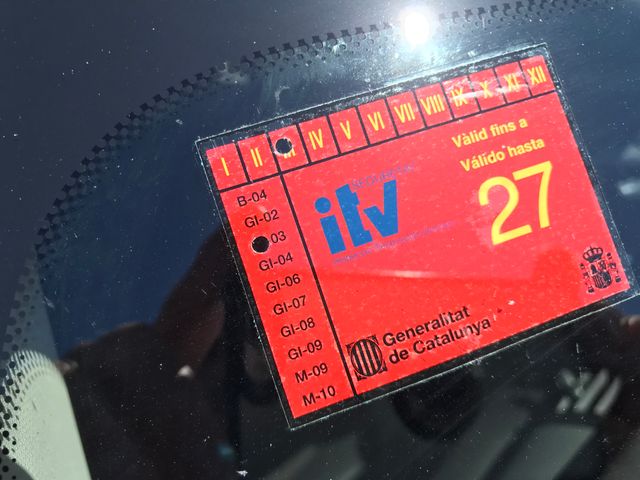 I II III IV V VI VII VIII IX X XI XII
B-04
GI-02
03
GI-04
GI-06
GI-07
GI-08
GI-09
M-09
M-10
itv
Vàlid fins a
Válido hasta
27
Generalitat
de Catalunya